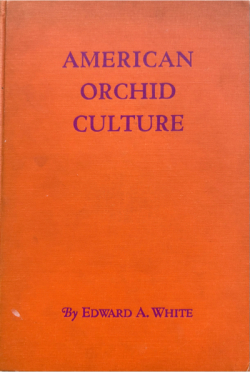 AMERICAN
ORCHID
CULTURE
By EDWARD A. WHITE